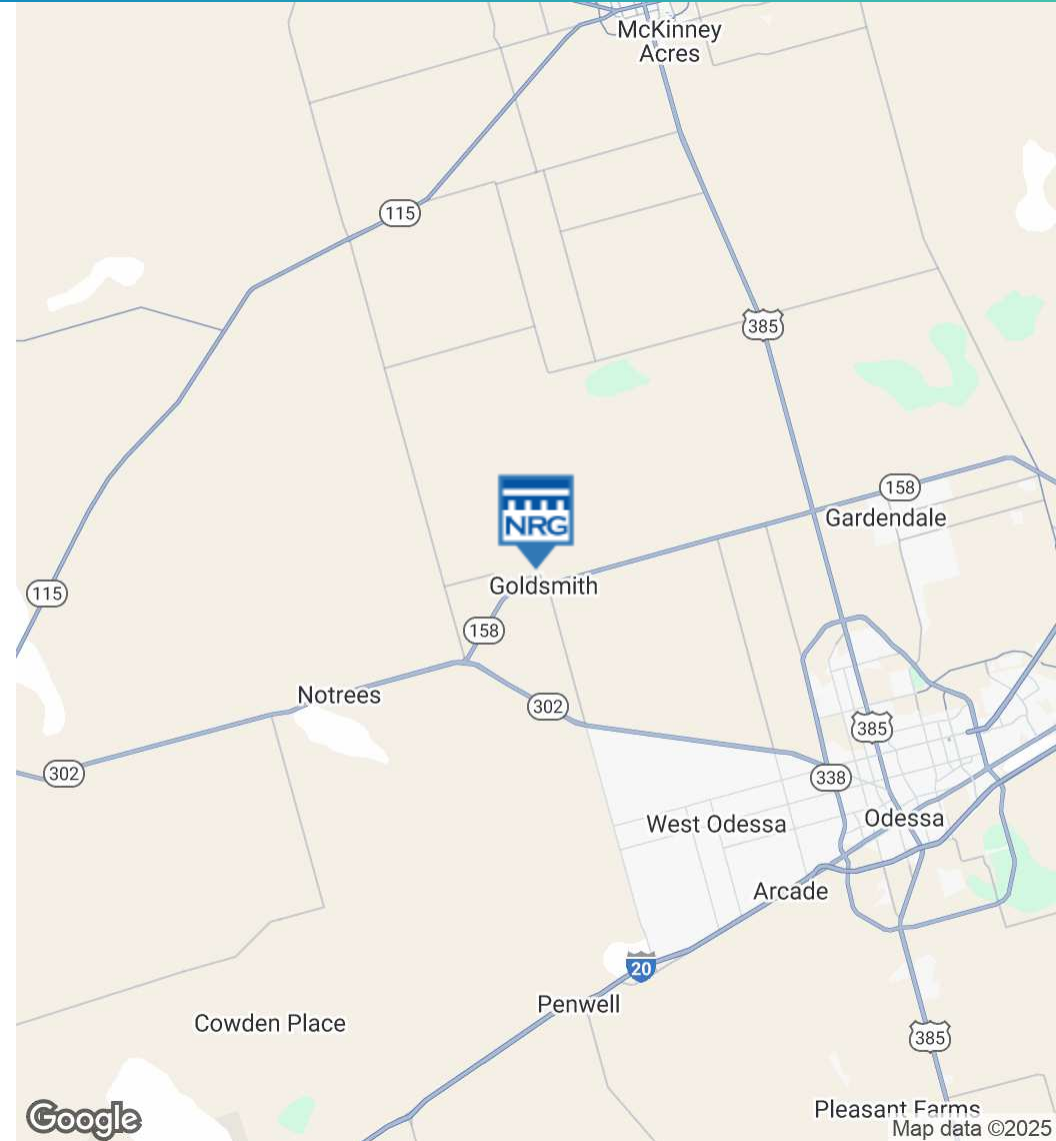 McKinney
Acres
115
385
158
Gardendale
NRG
Goldsmith
115
158
Notrees
302
385
302
338
West Odessa
Odessa
Arcade
20
Penwell
Cowden Place
385
Pleasant Farms
Google
Map data ©2025